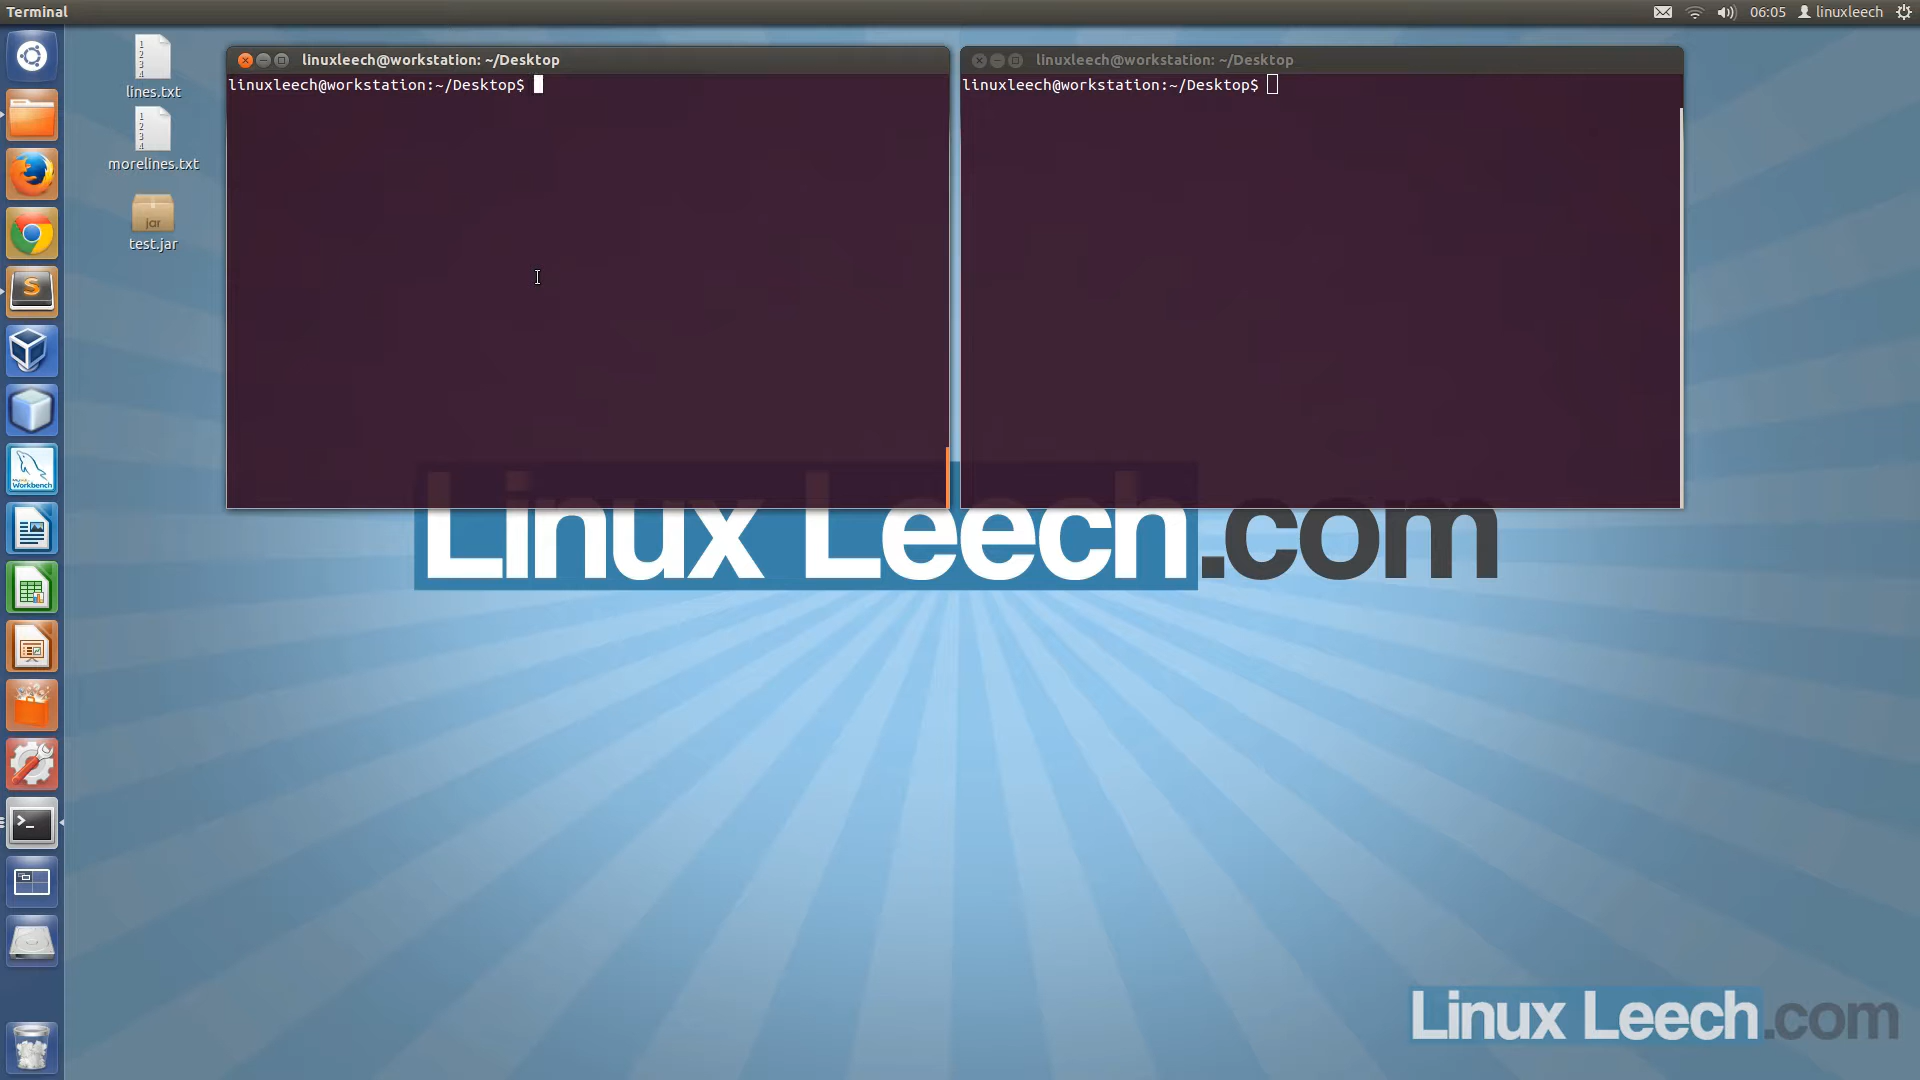 Terminal
06:05 linuxleech
lines.txt
morelines.txt
jar
test.jar
linuxleech@workstation: ~/Desktop
linuxleech@workstation:~/Desktop$
linuxleech@workstation: ~/Desktop
linuxleech@workstation:~/Desktop$
Linux Leech.com
Workbench
Linux Leech.com